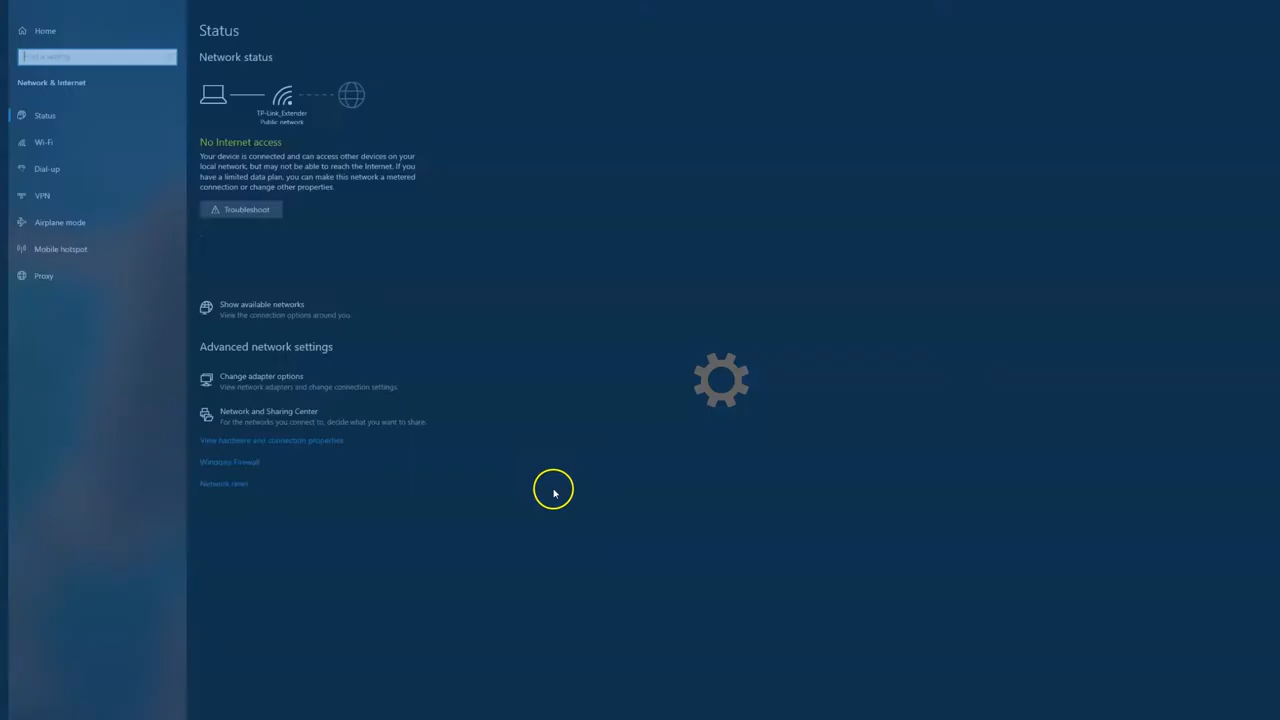 Home
Find a setting
Network & Internet
Status
Wi-Fi
Dial-up
VPN
Airplane mode
Mobile hotspot
Proxy
Status
Network status
TP-Link_Extender
Public network
No Internet access
Your device is connected and can access other devices on your
local network, but may not be able to reach the Internet. If you
have a limited data plan, you can make this network a metered
connection or change other properties.
Troubleshoot
Show available networks
View the connection options around you.
Advanced network settings
Change adapter options
View network adapters and change connection settings.
Network and Sharing Center
For the networks you connect to, decide what you want to share.
View hardware and connection properties
Windows Firewall
Network reset